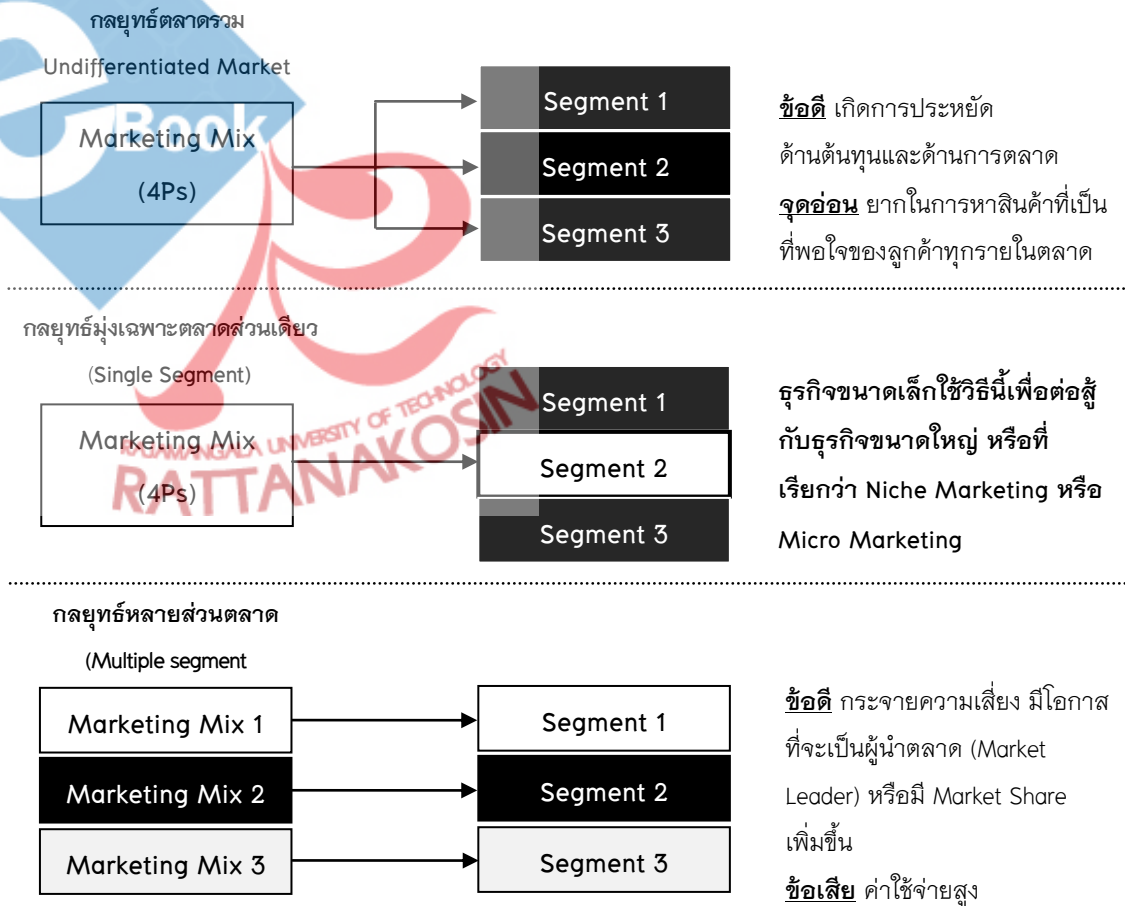 กลยุทธ์ตลาดรวม
Undifferentiated Market
Marketing Mix
(4Ps)
Segment 1
Segment 2
Segment 3
ข้อดี เกิดการประหยัด
ด้านต้นทุนและด้านการตลาด
จุดอ่อน ยากในการหาสินค้าที่เป็น
ที่พอใจของลูกค้าทุกรายในตลาด
eBook
กลยุทธ์มุ่งเฉพาะตลาดส่วนเดียว
(Single Segment)
Marketing Mix
(4Ps)
Segment 1
Segment 2
Segment 3
ธุรกิจขนาดเล็กใช้วิธีนี้เพื่อต่อสู้
กับธุรกิจขนาดใหญ่ หรือที่
เรียกว่า Niche Marketing หรือ
Micro Marketing
RAJAMANGALA UNIVERSITY OF TECHNOLOGY
RATTANAKOSIN
กลยุทธ์หลายส่วนตลาด
(Multiple segment
Marketing Mix 1
Marketing Mix 2
Marketing Mix 3
Segment 1
Segment 2
Segment 3
ข้อดี กระจายความเสี่ยง มีโอกาส
ที่จะเป็นผู้นำตลาด (Market
Leader) หรือมี Market Share
เพิ่มขึ้น
ข้อเสีย ค่าใช้จ่ายสูง